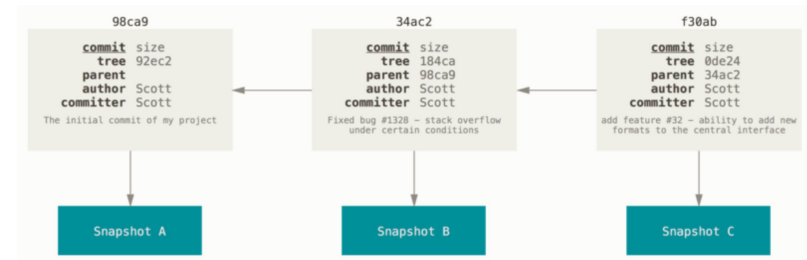 98ca9
commit size
tree 92ec2
parent
author Scott
committer Scott
The initial commit of my project
Snapshot A
34ac2
commit size
tree 184ca
parent 98ca9
author Scott
committer Scott
Fixed bug #1328 – stack overflow
under certain conditions
Snapshot B
f30ab
commit size
tree 0de24
parent 34ac2
author Scott
committer Scott
add feature #32 – ability to add new
formats to the central interface
Snapshot C